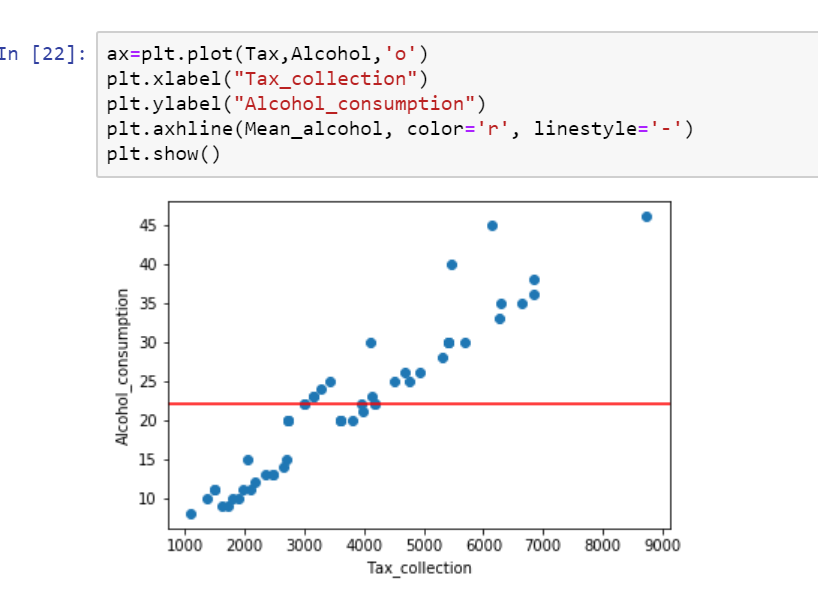 In [22]: ax=plt.plot(Tax,Alcohol,'o')
plt.xlabel("Tax_collection")
plt.ylabel("Alcohol_consumption")
plt.axhline(Mean_alcohol, color='r', linestyle='-')
plt.show()
Alcohol_consumption
45
40
35
30
25
20
15
10
1000 2000 3000 4000 5000 6000 7000 8000 9000
Tax_collection